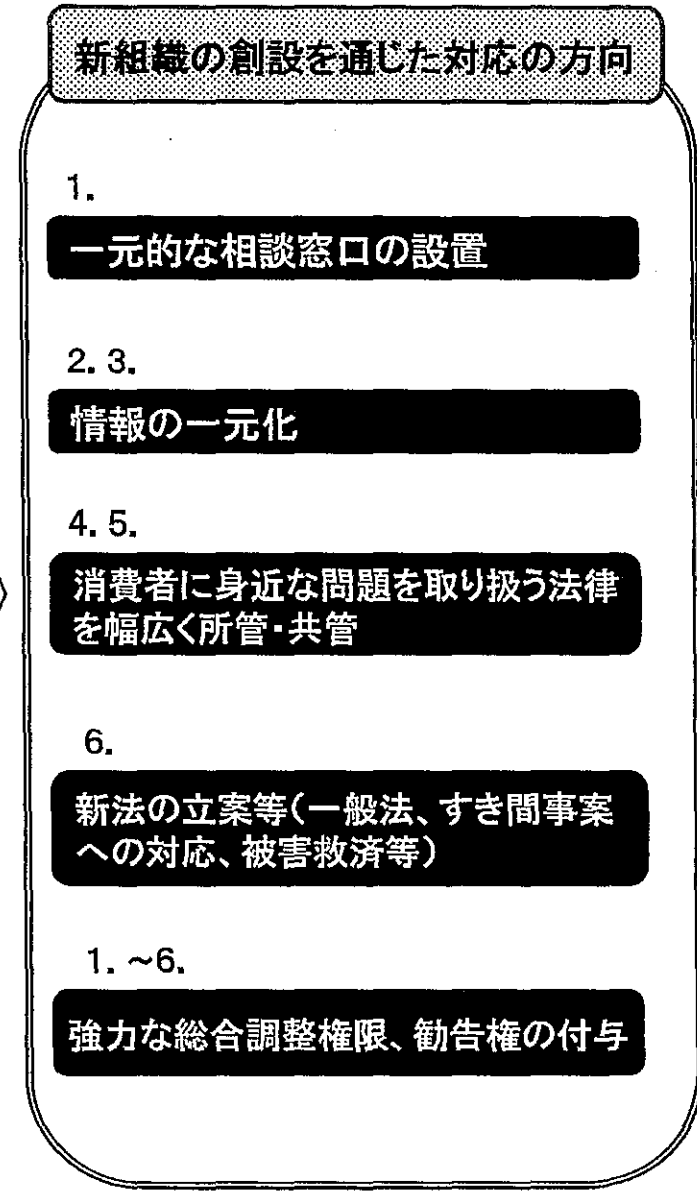 新組織の創設を通じた対応の方向
1.
一元的な相談窓口の設置
2. 3.
情報の一元化
4. 5.
消費者に身近な問題を取り扱う法律
を幅広く所管・共管
6.
新法の立案等(一般法、すき間事案
への対応、被害救済等)
1. ~6.
強力な総合調整権限、勧告権の付与